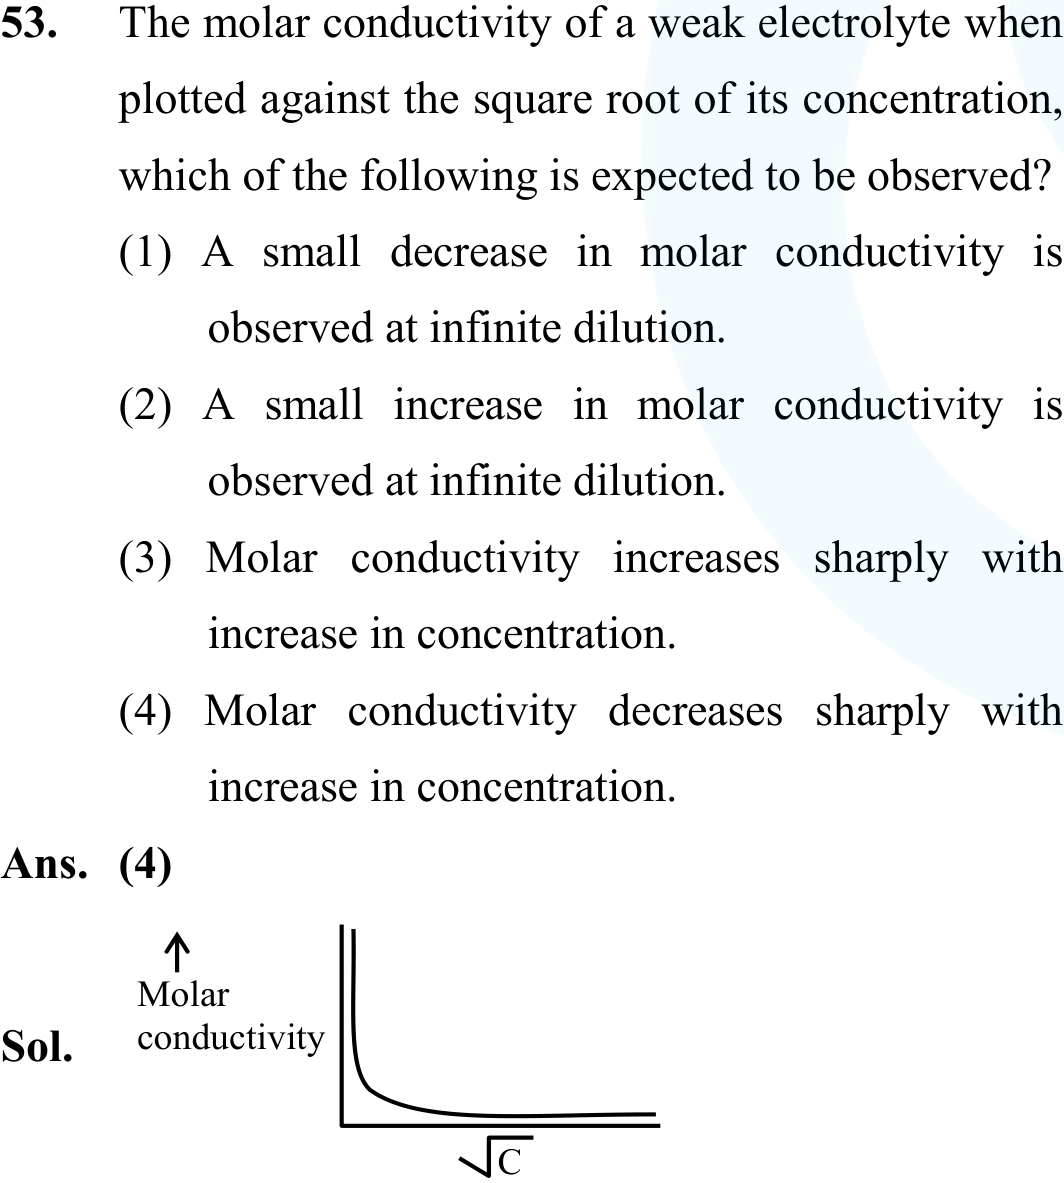 53. The molar conductivity of a weak electrolyte when
plotted against the square root of its concentration,
which of the following is expected to be observed?
(1) A small decrease in molar conductivity is
observed at infinite dilution.
(2) A small increase in molar conductivity is
observed at infinite dilution.
(3) Molar conductivity increases sharply with
increase in concentration.
(4) Molar conductivity decreases sharply with
increase in concentration.
Ans. (4)
↑
Molar
conductivity
Sol.
√C